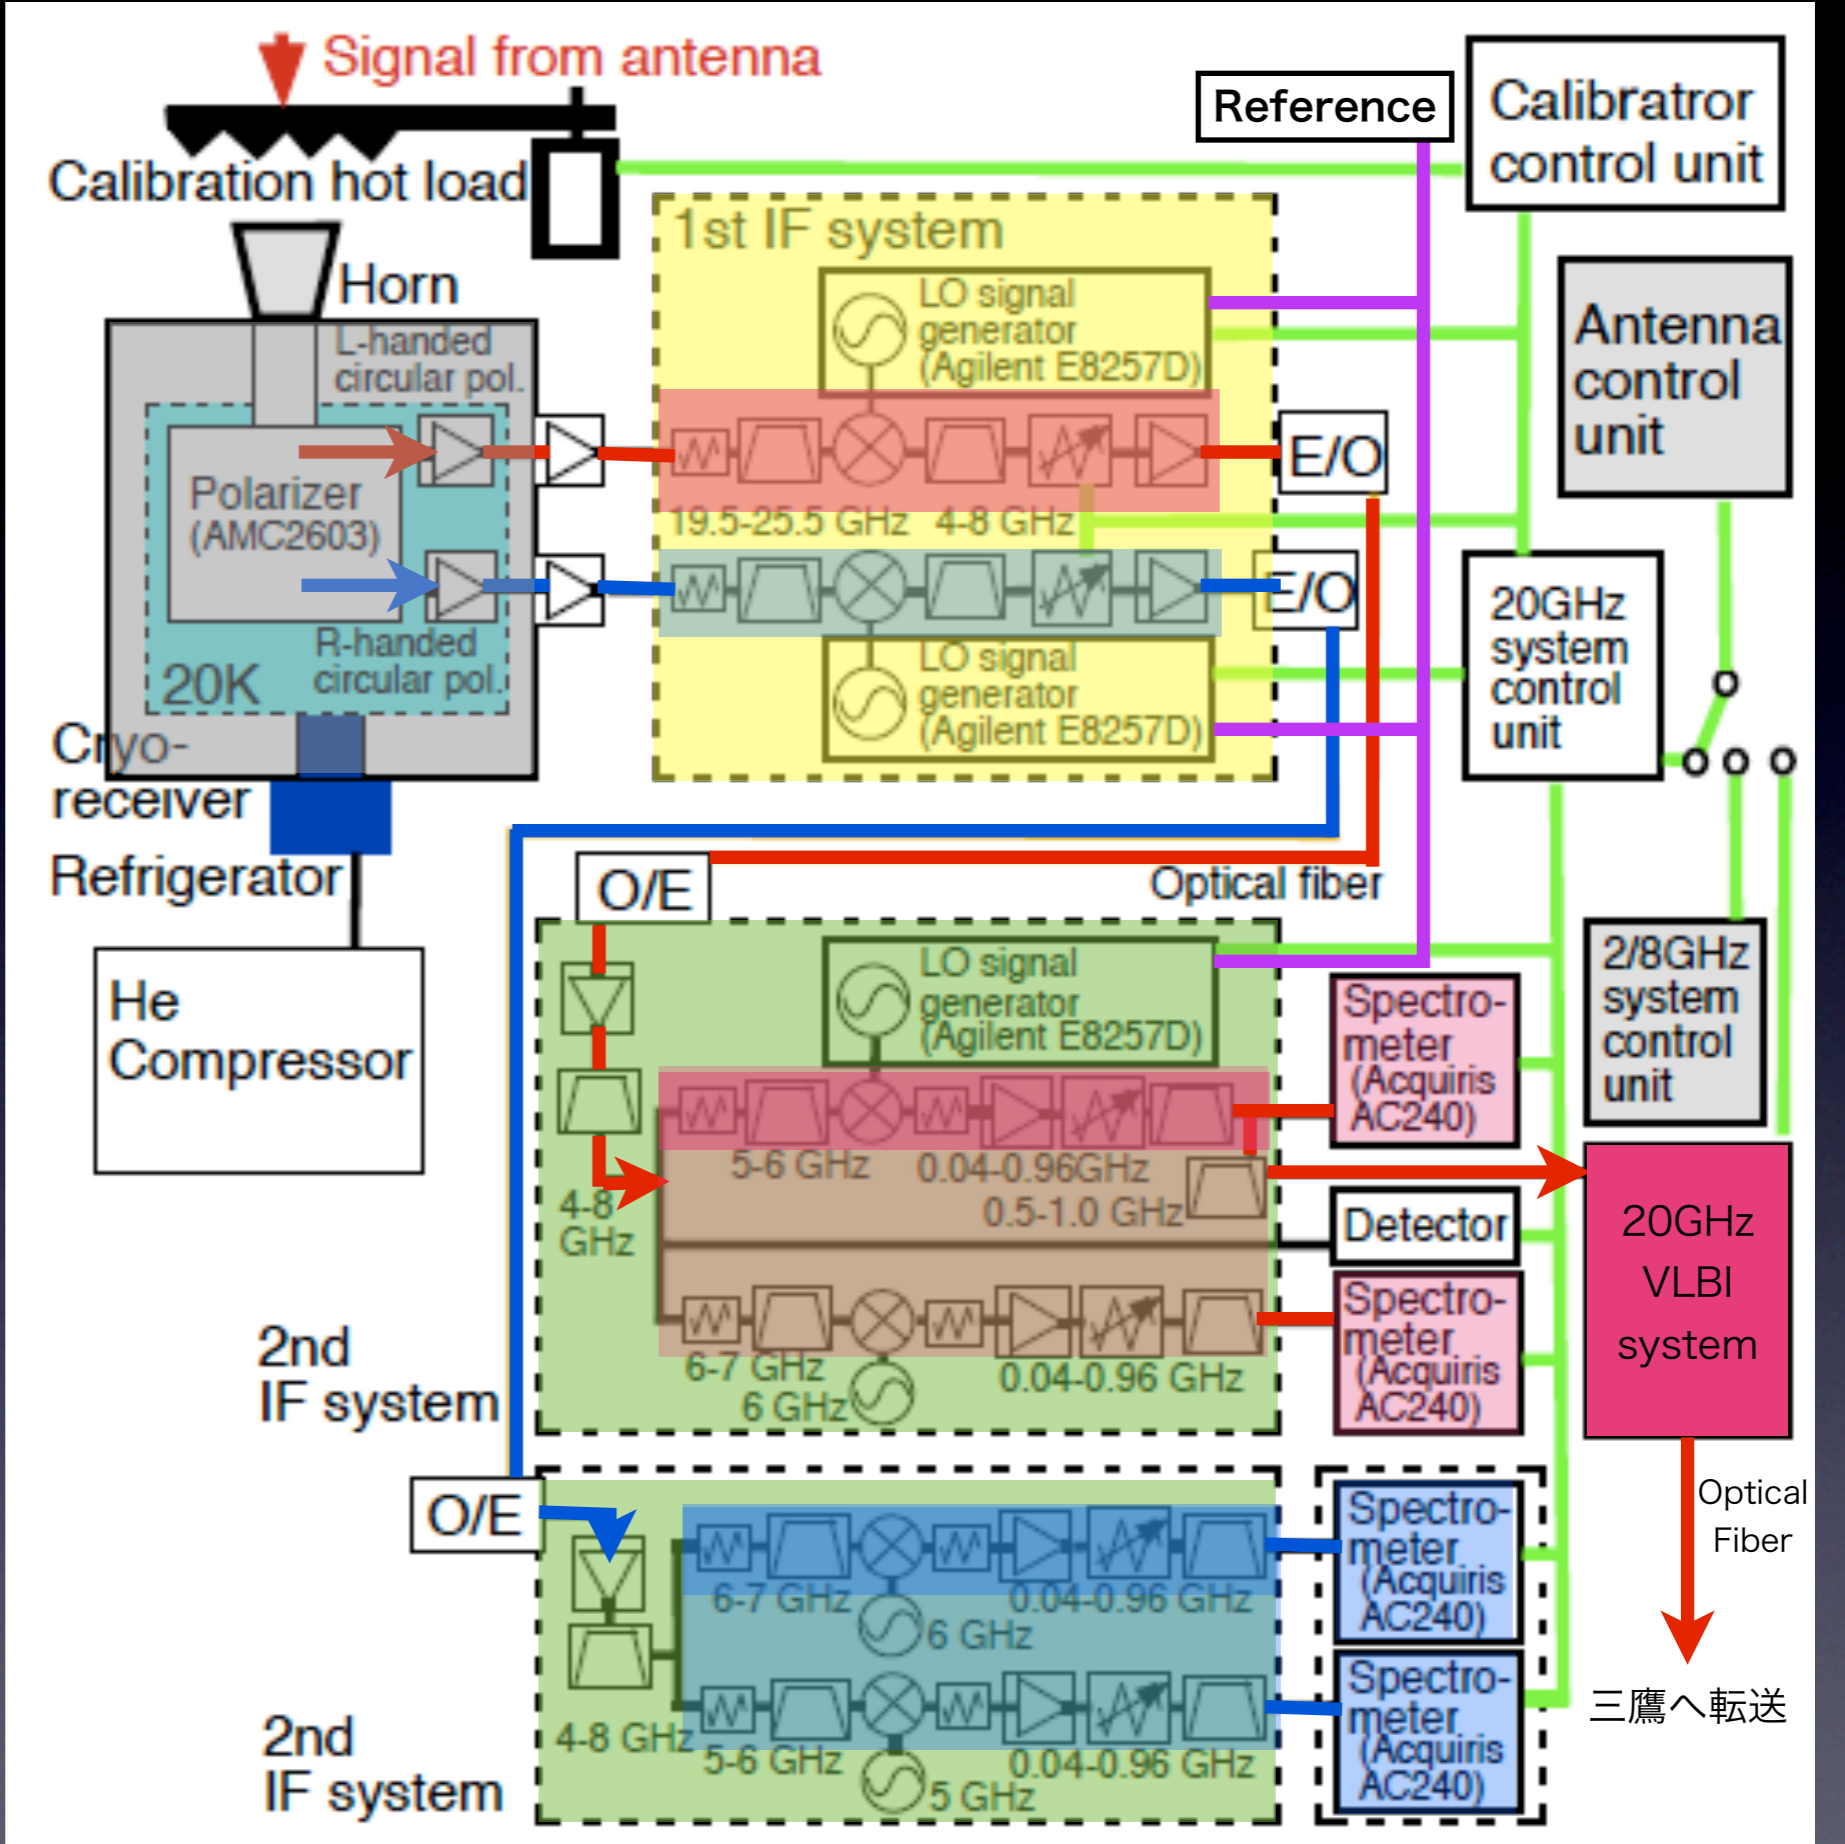 Signal from antenna
Calibration hot load
Reference
Calibratror
control unit
Horn
1st IF system
LO signal
generator
(Agilent E8257D)
Antenna
control
unit
L-handed
circular pol.
Polarizer
(AMC2603)
E/O
19.5-25.5 GHz
4-8 GHz
E/O
R-handed
circular pol.
20K
LO signal
generator
(Agilent E8257D)
20GHz
system
control
unit
Cryo-
receiver
Refrigerator
He
Compressor
O/E
Optical fiber
LO signal
generator
(Agilent E8257D)
Spectro-
meter
(Acquiris
AC240)
2/8GHz
system
control
unit
5-6 GHz
0.04-0.96GHz
0.5-1.0 GHz
4-8
GHz
Detector
20GHz
VLBI
system
Spectro-
meter
(Acquiris
AC240)
6-7 GHz
6 GHz
0.04-0.96 GHz
2nd
IF system
O/E
Optical
Fiber
Spectro-
meter
(Acquiris
AC240)
6-7 GHz
0.04-0.96 GHz
6 GHz
4-8 GHz
5-6 GHz
0.04-0.96 GHz
5 GHz
Spectro-
meter
(Acquiris
AC240)
三鷹へ転送
2nd
IF system